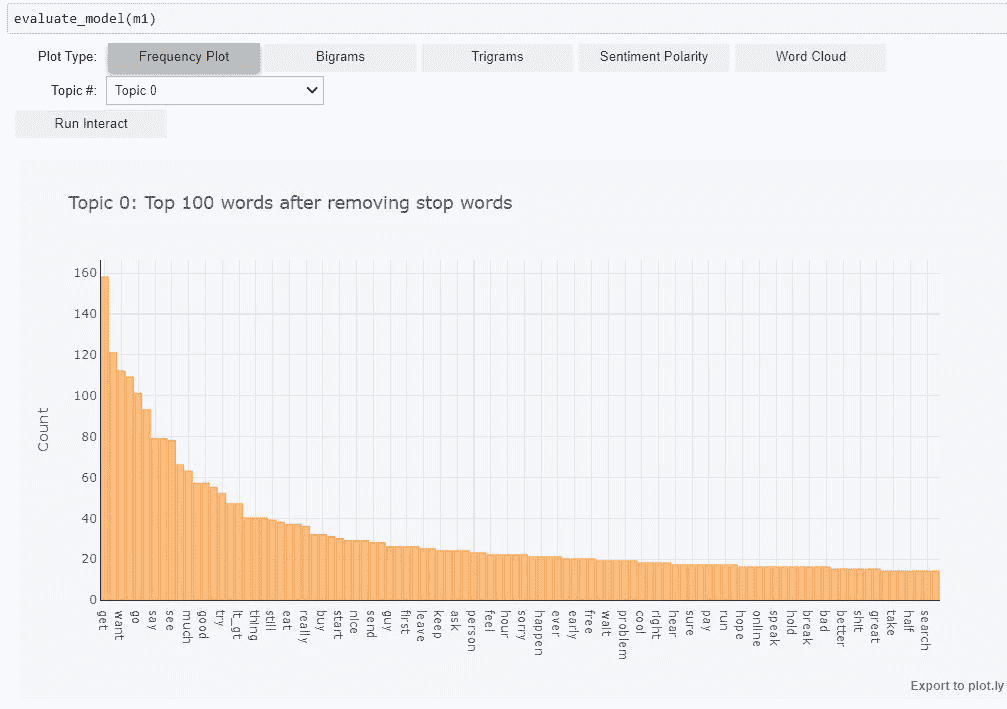 evaluate_model(m1)
Plot Type: Frequency Plot Bigrams Trigrams Sentiment Polarity Word Cloud
Topic #: Topic 0
Run Interact
Topic 0: Top 100 words after removing stop words
Count
160
140
120
100
80
60
40
20
0
get want go say see much good try lt_gt thing still eat really buy start nice send guy first leave keep ask person feel hour sorry happen ever early free wait problem cool right hear sure pay run hope online speak hold break bad better shit great take half search
Export to plot.ly